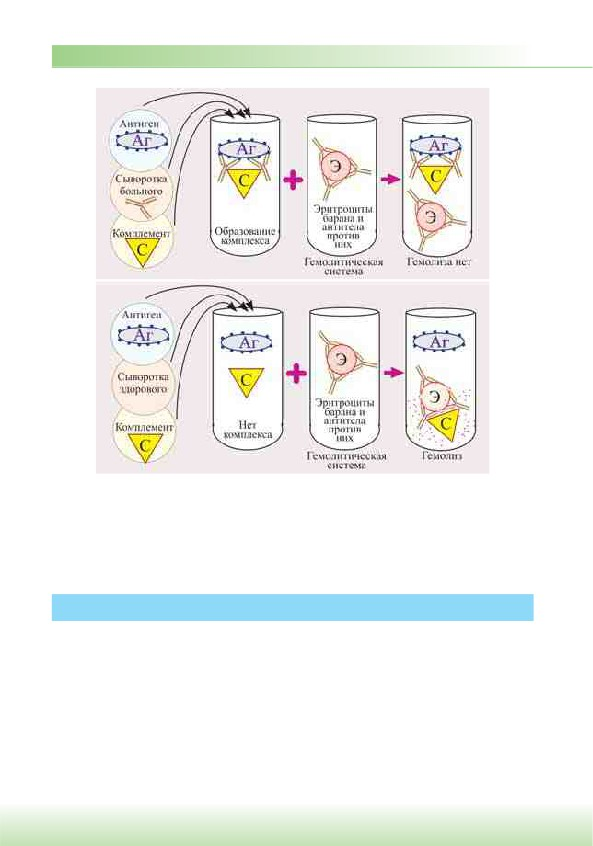 Антиген
Аг
Сыворотка
больного
Комплемент
С
Аг
С
Образование
комплекса
Э
Эритроциты
барана и
антитела
против
них
Гемолитическая
система
Аг
С
Э
Гемолиза нет
Антиген
Аг
Сыворотка
здорового
Комплемент
С
Аг
С
Нет
комплекса
Э
Эритроциты
барана и
антитела
против
них
Гемолитическая
система
Аг
Э
С
Гемолиз